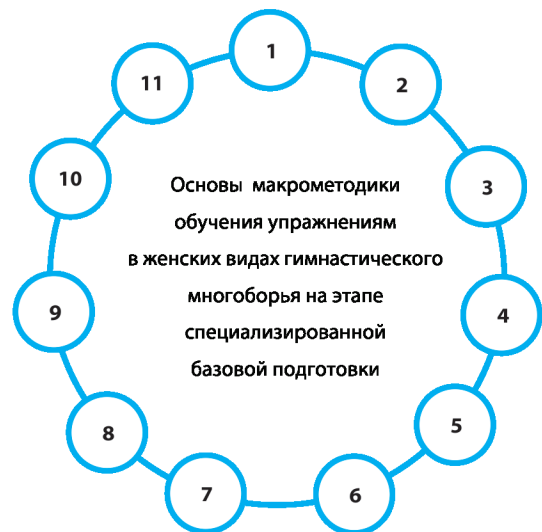 1
2
3
4
5
6
7
8
9
10
11
Основы макрометодики
обучения упражнениям
в женских видах гимнастического
многоборья на этапе
специализированной
базовой подготовки